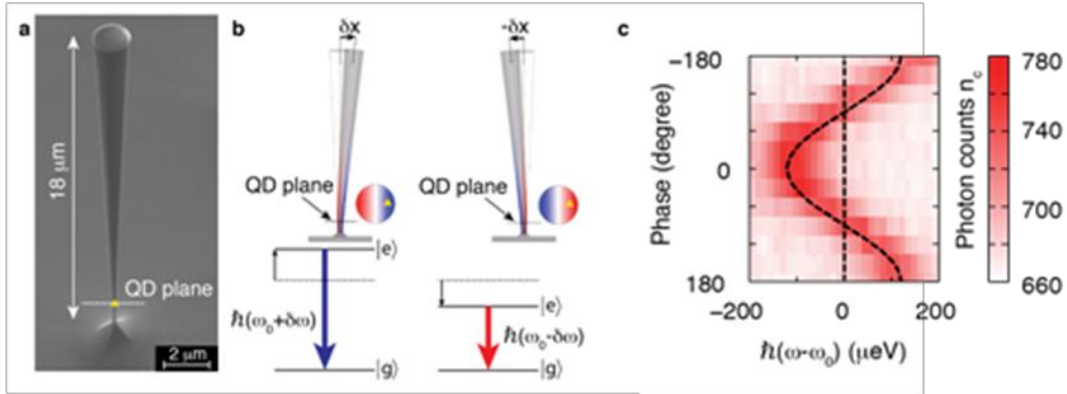 a
18 μm
QD plane
2 μm
b
δx
-δx
QD plane
QD plane
|e⟩
ℏ(ω₀+δω)
|g⟩
|e⟩
ℏ(ω₀-δω)
|g⟩
c
Phase (degree)
-180
0
180
-200
0
200
ℏ(ω-ω₀) (μeV)
Photon counts n_c
780
740
700
660